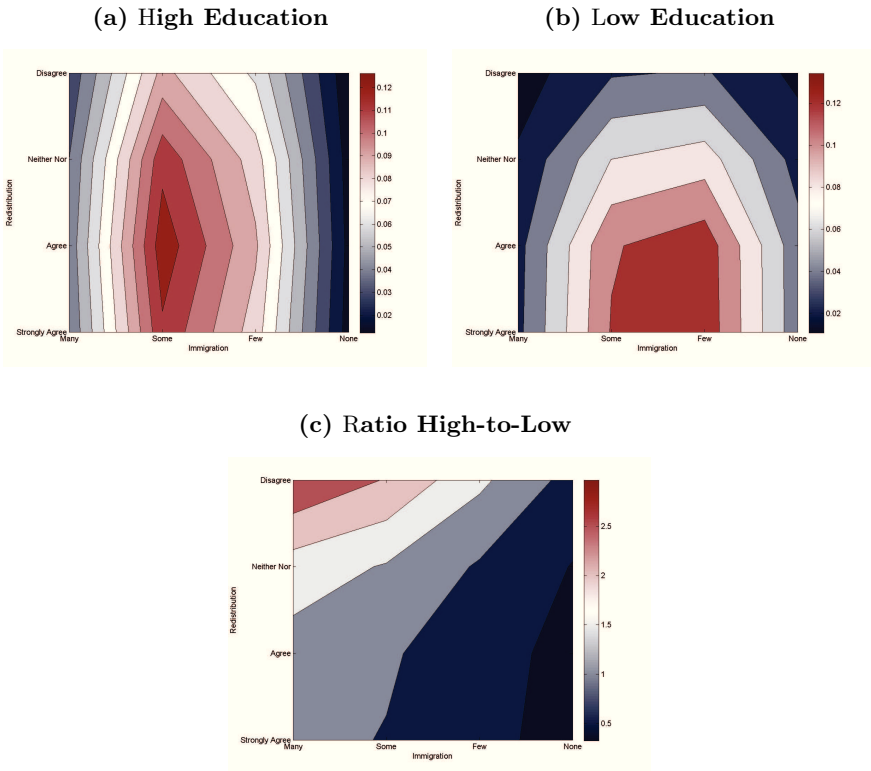 (a) High Education
Disagree
Neither Nor
Agree
Strongly Agree
Redistribution
Many
Some
Few
None
Immigration
0.12
0.11
0.1
0.09
0.08
0.07
0.06
0.05
0.04
0.03
0.02
(b) Low Education
Disagree
Neither Nor
Agree
Strongly Agree
Redistribution
Many
Some
Few
None
Immigration
0.12
0.1
0.08
0.06
0.04
0.02
(c) Ratio High-to-Low
Disagree
Neither Nor
Agree
Strongly Agree
Redistribution
Many
Some
Few
None
Immigration
2.5
2
1.5
1
0.5